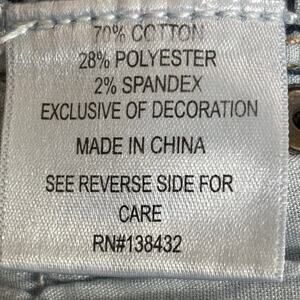 70% COTTON
28% POLYESTER
2% SPANDEX
EXCLUSIVE OF DECORATION
MADE IN CHINA
SEE REVERSE SIDE FOR
CARE
RN#138432